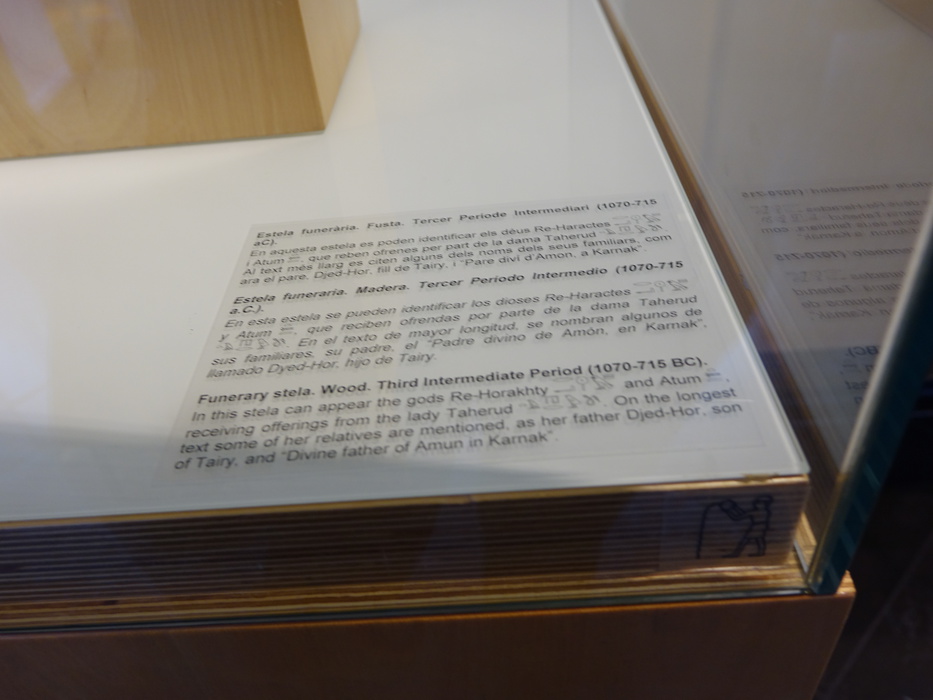 Estela funerària. Fusta. Tercer Període Intermediari (1070-715
aC).
En aquesta estela es poden identificar els déus Re-Haractes
i Atum , que reben ofrenes per part de la dama Taherud .
Al text més llarg es citen alguns dels noms dels seus familiars, com
ara el pare, Djed-Hor, fill de Tairy, i "Pare diví d'Amon, a Karnak".
Estela funeraria. Madera. Tercer Período Intermedio (1070-715
a.C.).
En esta estela se pueden identificar los dioses Re-Haractes
y Atum , que reciben ofrendas por parte de la dama Taherud
. En el texto de mayor longitud, se nombran algunos de
sus familiares, su padre, el "Padre divino de Amón, en Karnak",
llamado Dyed-Hor, hijo de Tairy.
Funerary stela. Wood. Third Intermediate Period (1070-715 BC).
In this stela can appear the gods Re-Horakhty and Atum ,
receiving offerings from the lady Taherud . On the longest
text some of her relatives are mentioned, as her father Djed-Hor, son
of Tairy, and "Divine father of Amun in Karnak".